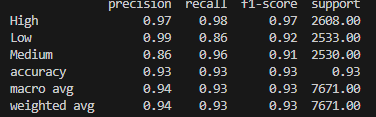 precision recall f1-score support
High 0.97 0.98 0.97 2608.00
Low 0.99 0.86 0.92 2533.00
Medium 0.86 0.96 0.91 2530.00
accuracy 0.93 0.93 0.93 0.93
macro avg 0.94 0.93 0.93 7671.00
weighted avg 0.94 0.93 0.93 7671.00